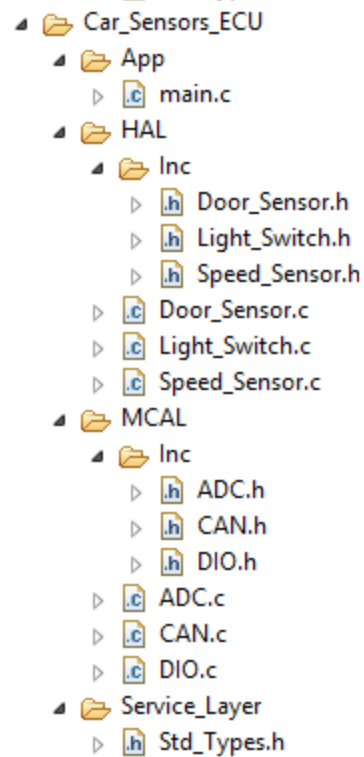 Car_Sensors_ECU
App
.c main.c
HAL
Inc
.h Door_Sensor.h
.h Light_Switch.h
.h Speed_Sensor.h
.c Door_Sensor.c
.c Light_Switch.c
.c Speed_Sensor.c
MCAL
Inc
.h ADC.h
.h CAN.h
.h DIO.h
.c ADC.c
.c CAN.c
.c DIO.c
Service_Layer
.h Std_Types.h